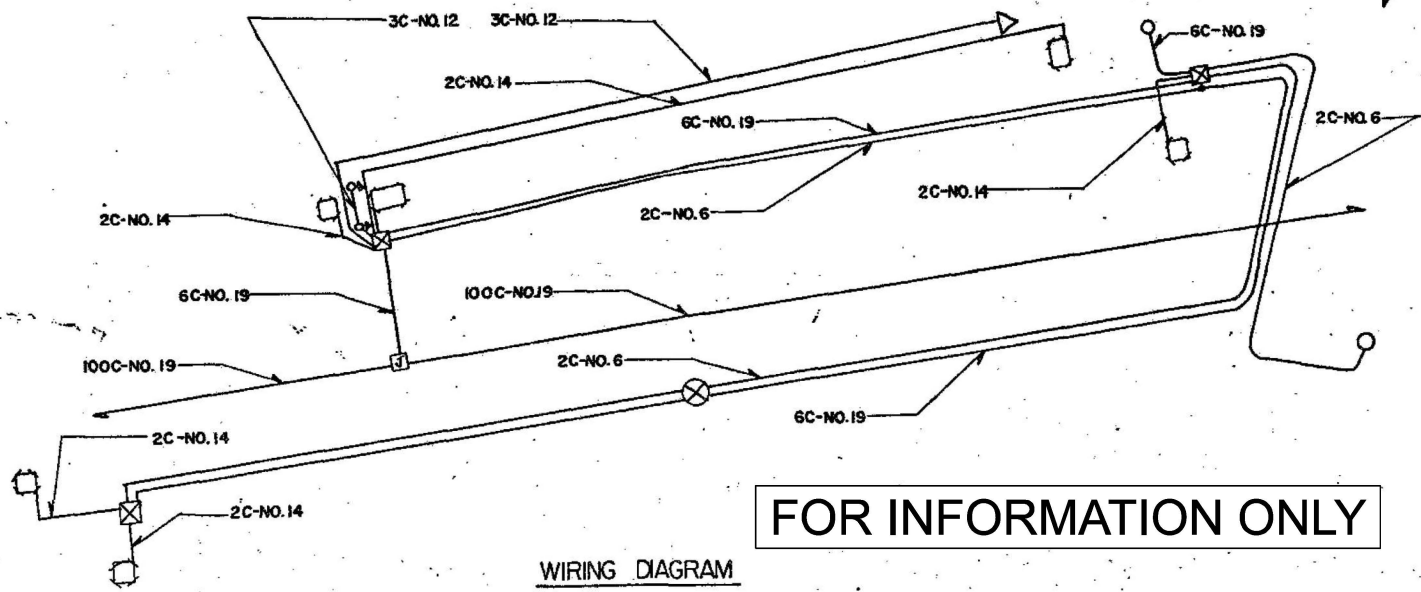 3C-NO.12 3C-NO.12
6C-NO.19
2C-NO.14
6C-NO.19
2C-NO.6
2C-NO.14
2C-NO.6
2C-NO.14
6C-NO.19
100C-NO.19
J
100C-NO.19
2C-NO.6
6C-NO.19
2C-NO.14
2C-NO.14
FOR INFORMATION ONLY
WIRING DIAGRAM